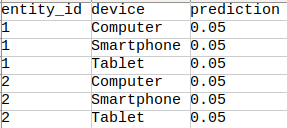 entity_id device prediction
1 Computer 0.05
1 Smartphone 0.05
1 Tablet 0.05
2 Computer 0.05
2 Smartphone 0.05
2 Tablet 0.05